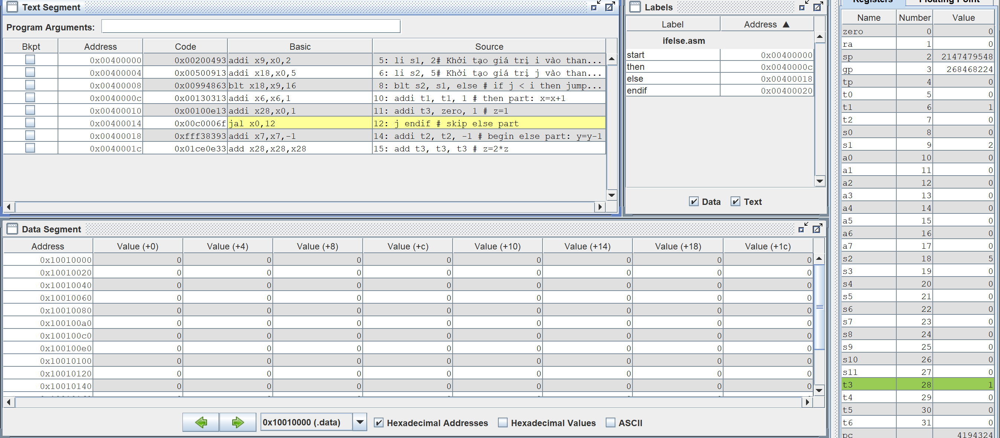 Text Segment
Program Arguments:
Bkpt Address Code Basic Source
0x00400000 0x00200493 addi x9,x0,2 5: li s1, 2# Khởi tạo giá trị i vào than...
0x00400004 0x00500913 addi x18,x0,5 6: li s2, 5# Khởi tạo giá trị j vào than...
0x00400008 0x00994863 blt x18,x9,16 8: blt s2, s1, else # if j < i then jump...
0x0040000c 0x00130313 addi x6,x6,1 10: addi t1, t1, 1 # then part: x=x+1
0x00400010 0x00100e13 addi x28,x0,1 11: addi t3, zero, 1 # z=1
0x00400014 0x00c0006f jal x0,12 12: j endif # skip else part
0x00400018 0xfff38393 addi x7,x7,-1 14: addi t2, t2, -1 # begin else part: y=y-1
0x0040001c 0x01ce0e33 add x28,x28,x28 15: add t3, t3, t3 # z=2*z
Labels
Label Address ▲
ifelse.asm
start 0x00400000
then 0x0040000c
else 0x00400018
endif 0x00400020
Data Text
Data Segment
Address Value (+0) Value (+4) Value (+8) Value (+c) Value (+10) Value (+14) Value (+18) Value (+1c)
0x10010000 0 0 0 0 0 0 0 0
0x10010020 0 0 0 0 0 0 0 0
0x10010040 0 0 0 0 0 0 0 0
0x10010060 0 0 0 0 0 0 0 0
0x10010080 0 0 0 0 0 0 0 0
0x100100a0 0 0 0 0 0 0 0 0
0x100100c0 0 0 0 0 0 0 0 0
0x100100e0 0 0 0 0 0 0 0 0
0x10010100 0 0 0 0 0 0 0 0
0x10010120 0 0 0 0 0 0 0 0
0x10010140 0 0 0 0 0 0 0 0
0x10010000 (.data) Hexadecimal Addresses Hexadecimal Values ASCII
Registers Floating Point
Name Number Value
zero 0 0
ra 1 0
sp 2 2147479548
gp 3 268468224
tp 4 0
t0 5 0
t1 6 1
t2 7 0
s0 8 0
s1 9 2
a0 10 0
a1 11 0
a2 12 0
a3 13 0
a4 14 0
a5 15 0
a6 16 0
a7 17 0
s2 18 5
s3 19 0
s4 20 0
s5 21 0
s6 22 0
s7 23 0
s8 24 0
s9 25 0
s10 26 0
s11 27 0
t3 28 1
t4 29 0
t5 30 0
t6 31 0
pc 4194324